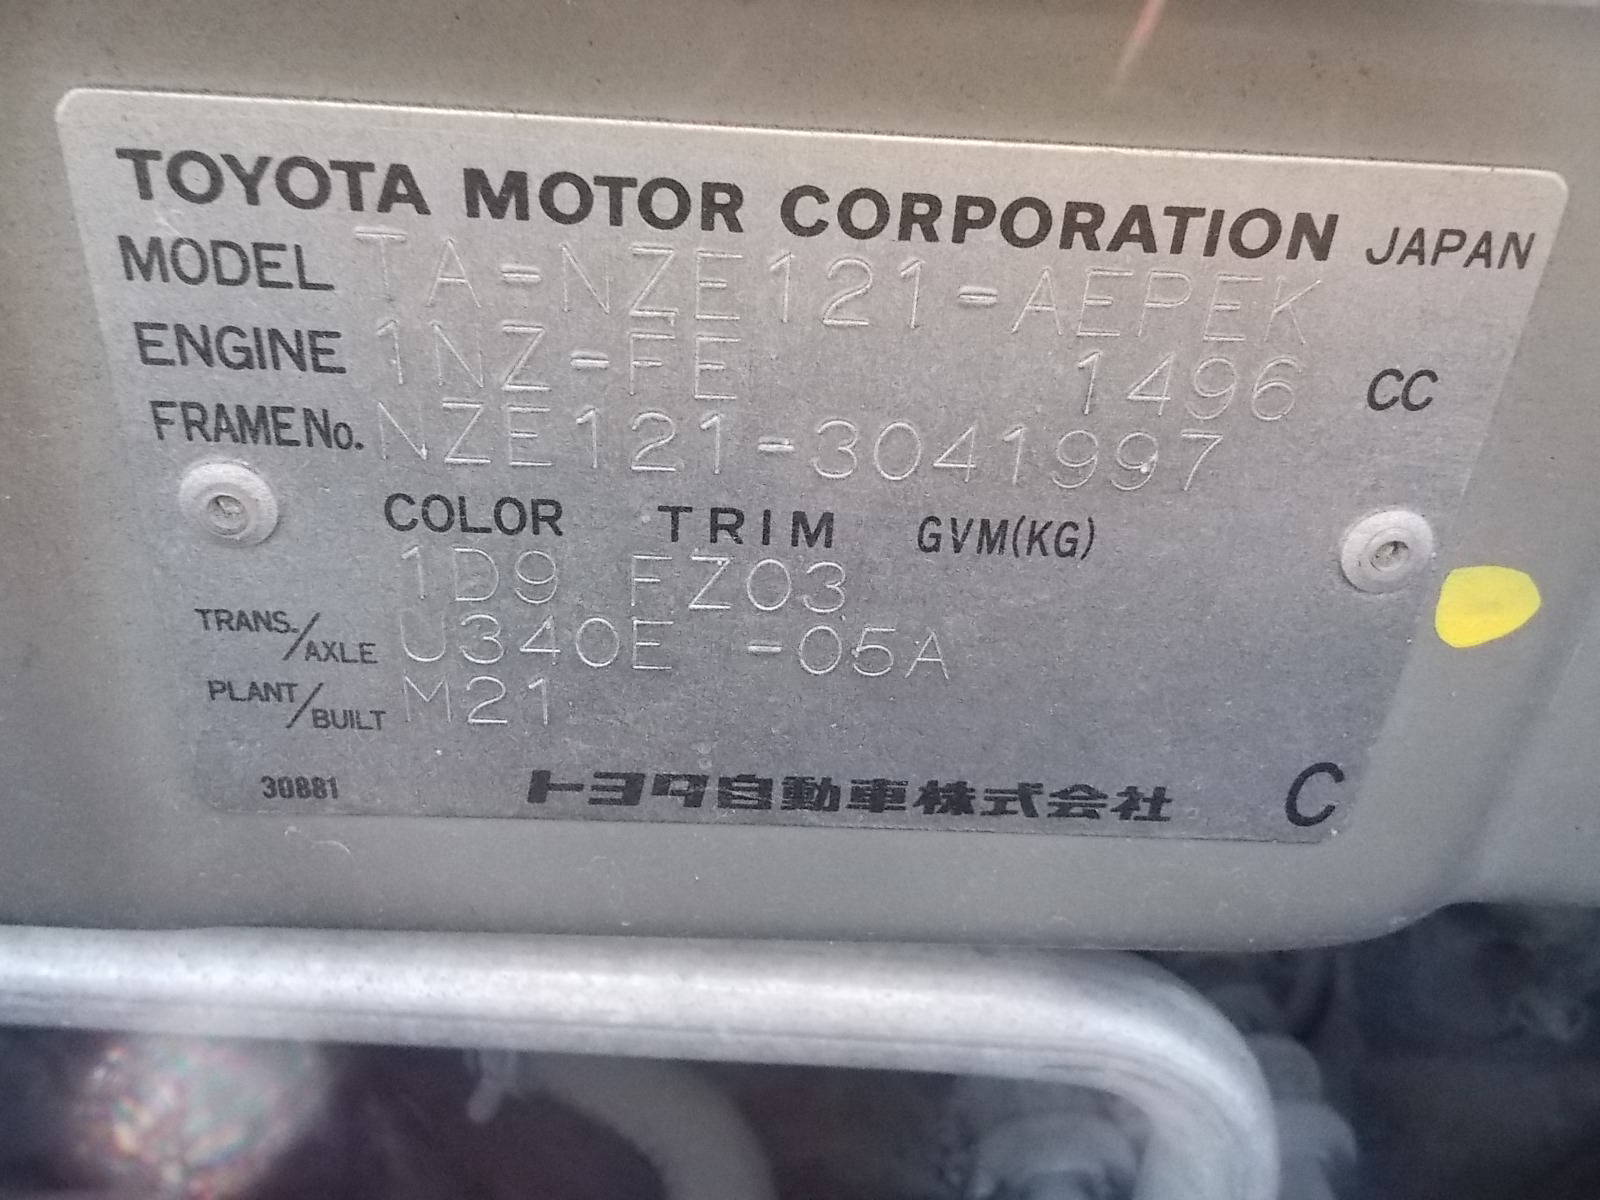 TOYOTA MOTOR CORPORATION JAPAN
MODEL TA-NZE121-AEPEK
ENGINE 1NZ-FE 1496 CC
FRAME No. NZE121-3041997
COLOR TRIM GVM(KG)
1D9 FZ03
TRANS./AXLE U340E -05A
PLANT/BUILT M21
30881 トヨタ自動車株式会社 C